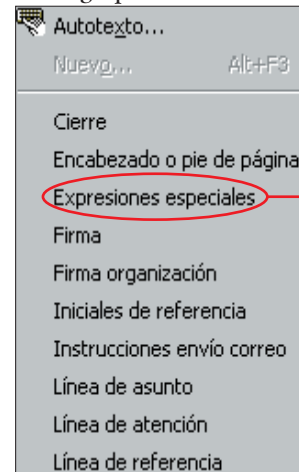 Autotexto...
Nuevo... Alt+F3
Cierre
Encabezado o pie de página
Expresiones especiales
Firma
Firma organización
Iniciales de referencia
Instrucciones envío correo
Línea de asunto
Línea de atención
Línea de referencia